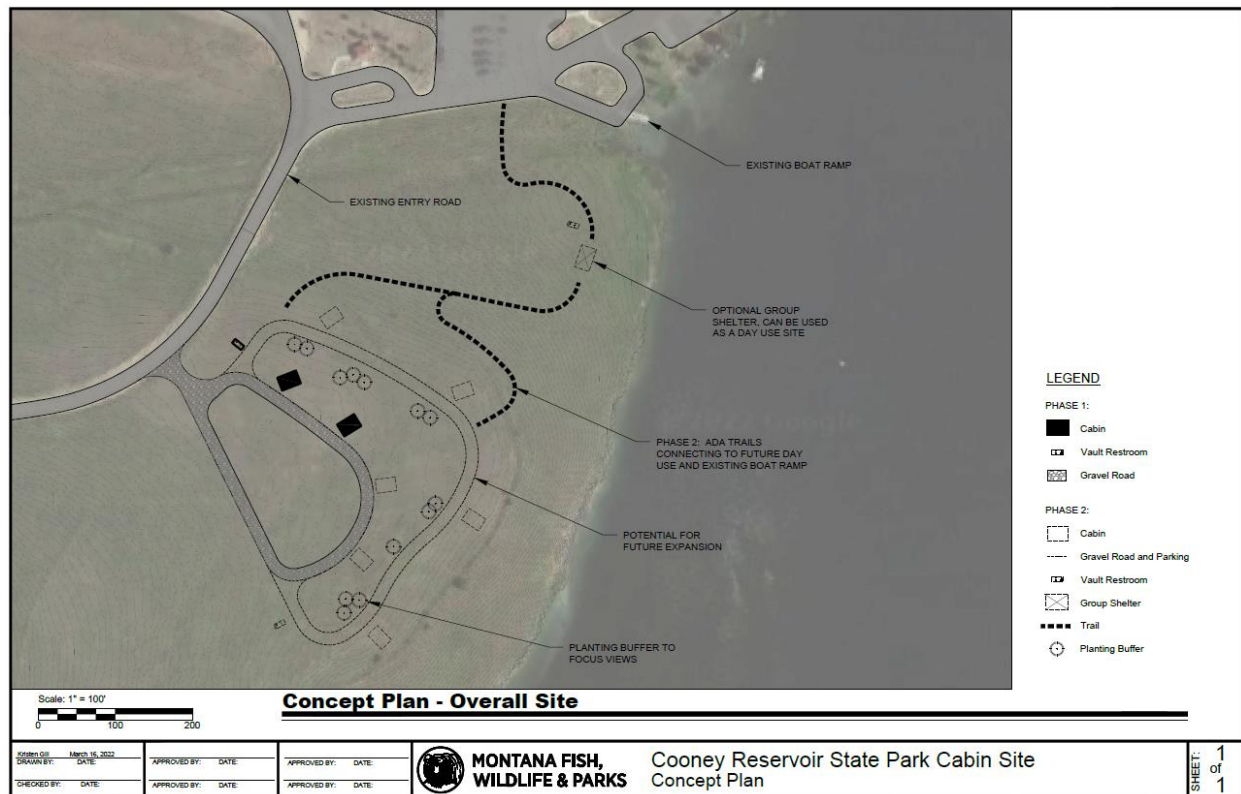 EXISTING BOAT RAMP
EXISTING ENTRY ROAD
OPTIONAL GROUP
SHELTER, CAN BE USED
AS A DAY USE SITE
PHASE 2: ADA TRAILS
CONNECTING TO FUTURE DAY
USE AND EXISTING BOAT RAMP
POTENTIAL FOR
FUTURE EXPANSION
PLANTING BUFFER TO
FOCUS VIEWS
LEGEND
PHASE 1:
Cabin
Vault Restroom
Gravel Road
PHASE 2:
Cabin
Gravel Road and Parking
Vault Restroom
Group Shelter
Trail
Planting Buffer
Scale: 1" = 100'
0 100 200
Concept Plan - Overall Site
Kristen Gill March 16, 2022
DRAWN BY: DATE:
CHECKED BY: DATE:
APPROVED BY: DATE:
APPROVED BY: DATE:
APPROVED BY: DATE:
APPROVED BY: DATE:
MONTANA FISH,
WILDLIFE & PARKS
Cooney Reservoir State Park Cabin Site
Concept Plan
SHEET:
1
of
1